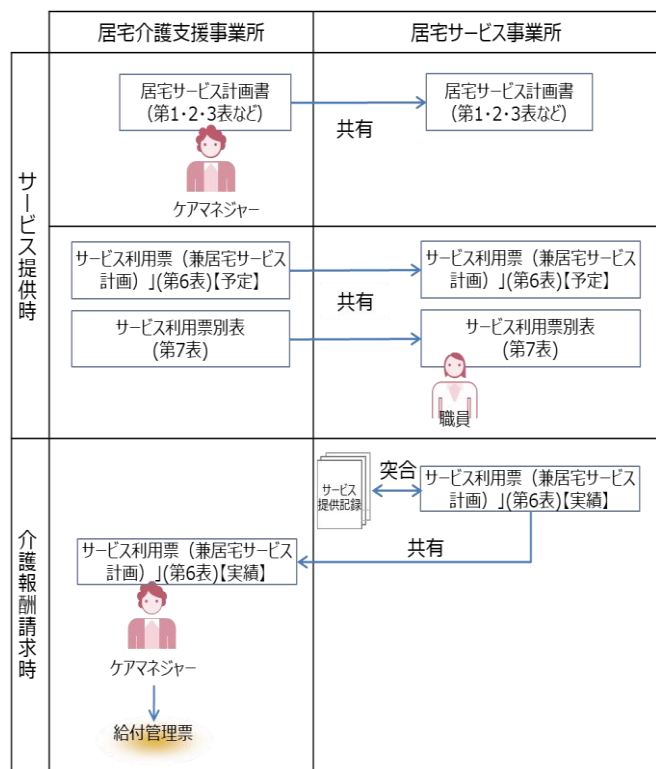 居宅介護支援事業所
居宅サービス事業所
サービス提供時
居宅サービス計画書
(第1・2・3表など)
共有
居宅サービス計画書
(第1・2・3表など)
ケアマネジャー
サービス利用票（兼居宅サービス
計画）」(第6表)【予定】
共有
サービス利用票（兼居宅サービス
計画）」(第6表)【予定】
サービス利用票別表
(第7表)
サービス利用票別表
(第7表)
職員
介護報酬請求時
サービス
提供記録
突合
サービス利用票（兼居宅サービス
計画）」(第6表)【実績】
共有
サービス利用票（兼居宅サービス
計画）」(第6表)【実績】
ケアマネジャー
給付管理票